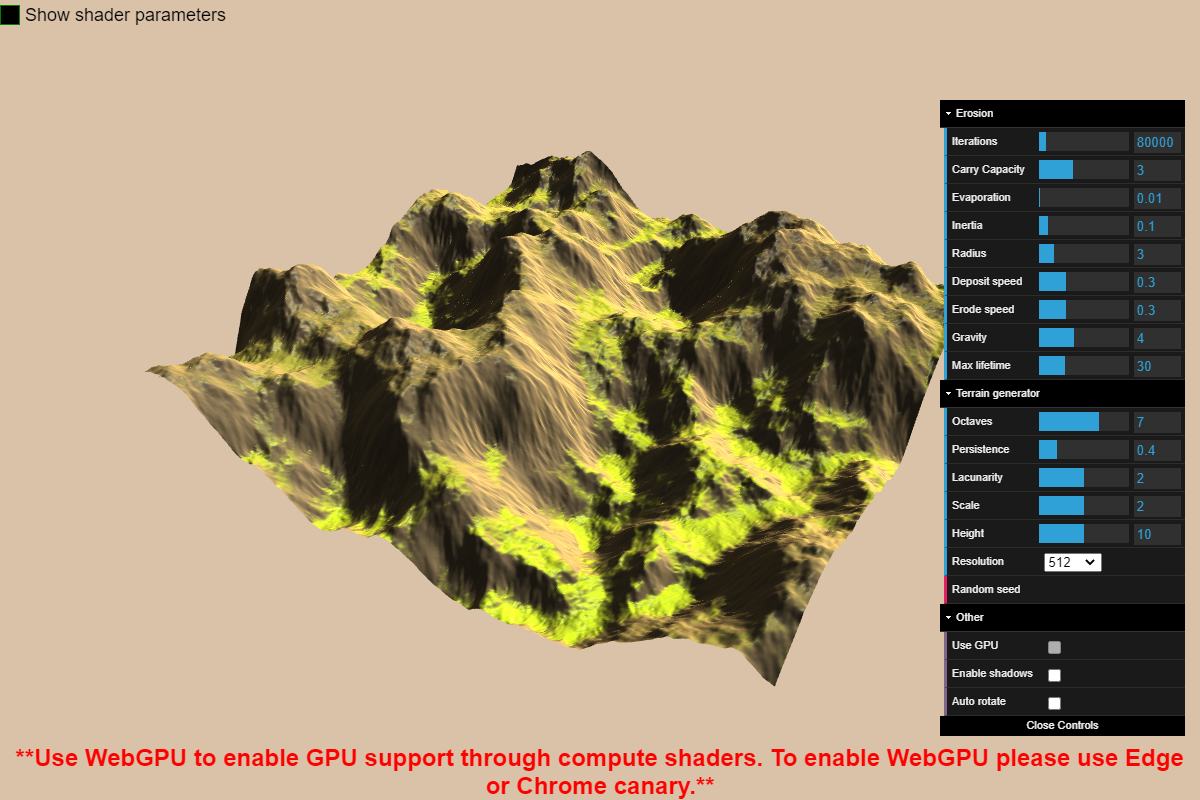 Show shader parameters
Erosion
Iterations 80000
Carry Capacity 3
Evaporation 0.01
Inertia 0.1
Radius 3
Deposit speed 0.3
Erode speed 0.3
Gravity 4
Max lifetime 30
Terrain generator
Octaves 7
Persistence 0.4
Lacunarity 2
Scale 2
Height 10
Resolution 512
Random seed
Other
Use GPU
Enable shadows
Auto rotate
Close Controls
**Use WebGPU to enable GPU support through compute shaders. To enable WebGPU please use Edge
or Chrome canary.**